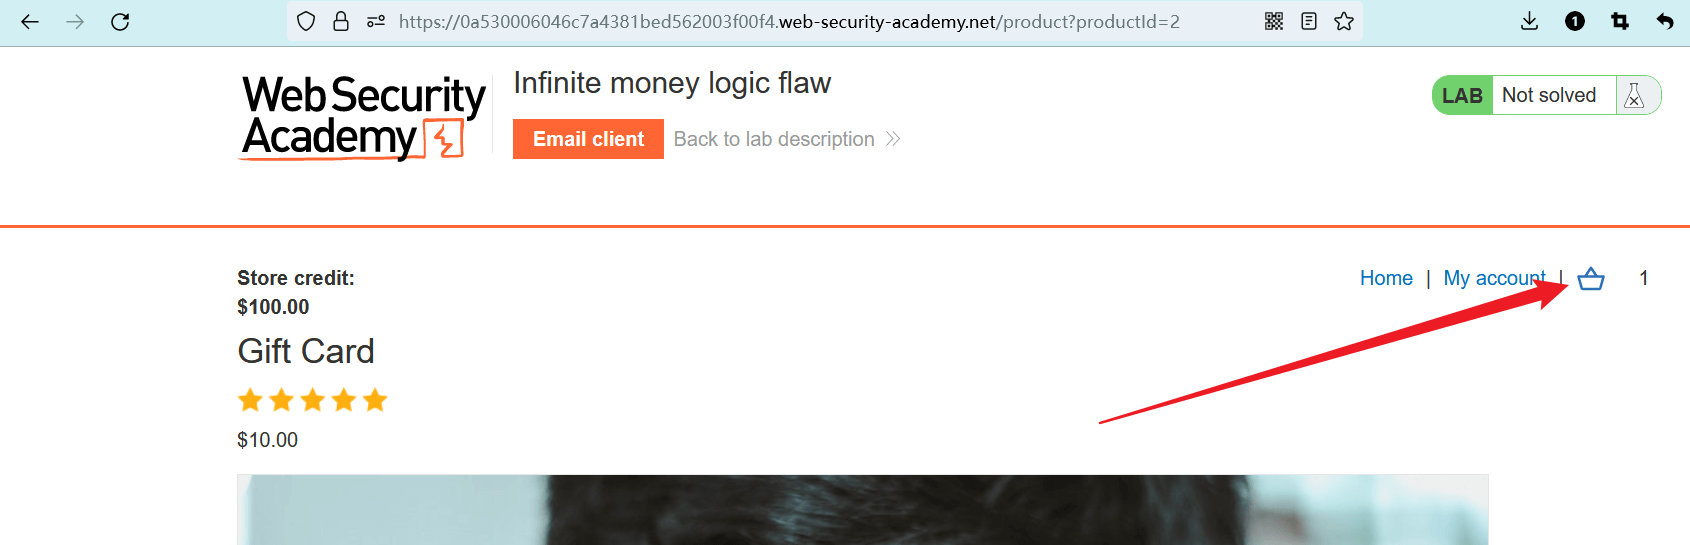 https://0a530006046c7a4381bed562003f00f4.web-security-academy.net/product?productId=2
1
Web Security
Academy
Infinite money logic flaw
Email client
Back to lab description
LAB
Not solved
Store credit:
$100.00
Home | My account | 1
Gift Card
$10.00